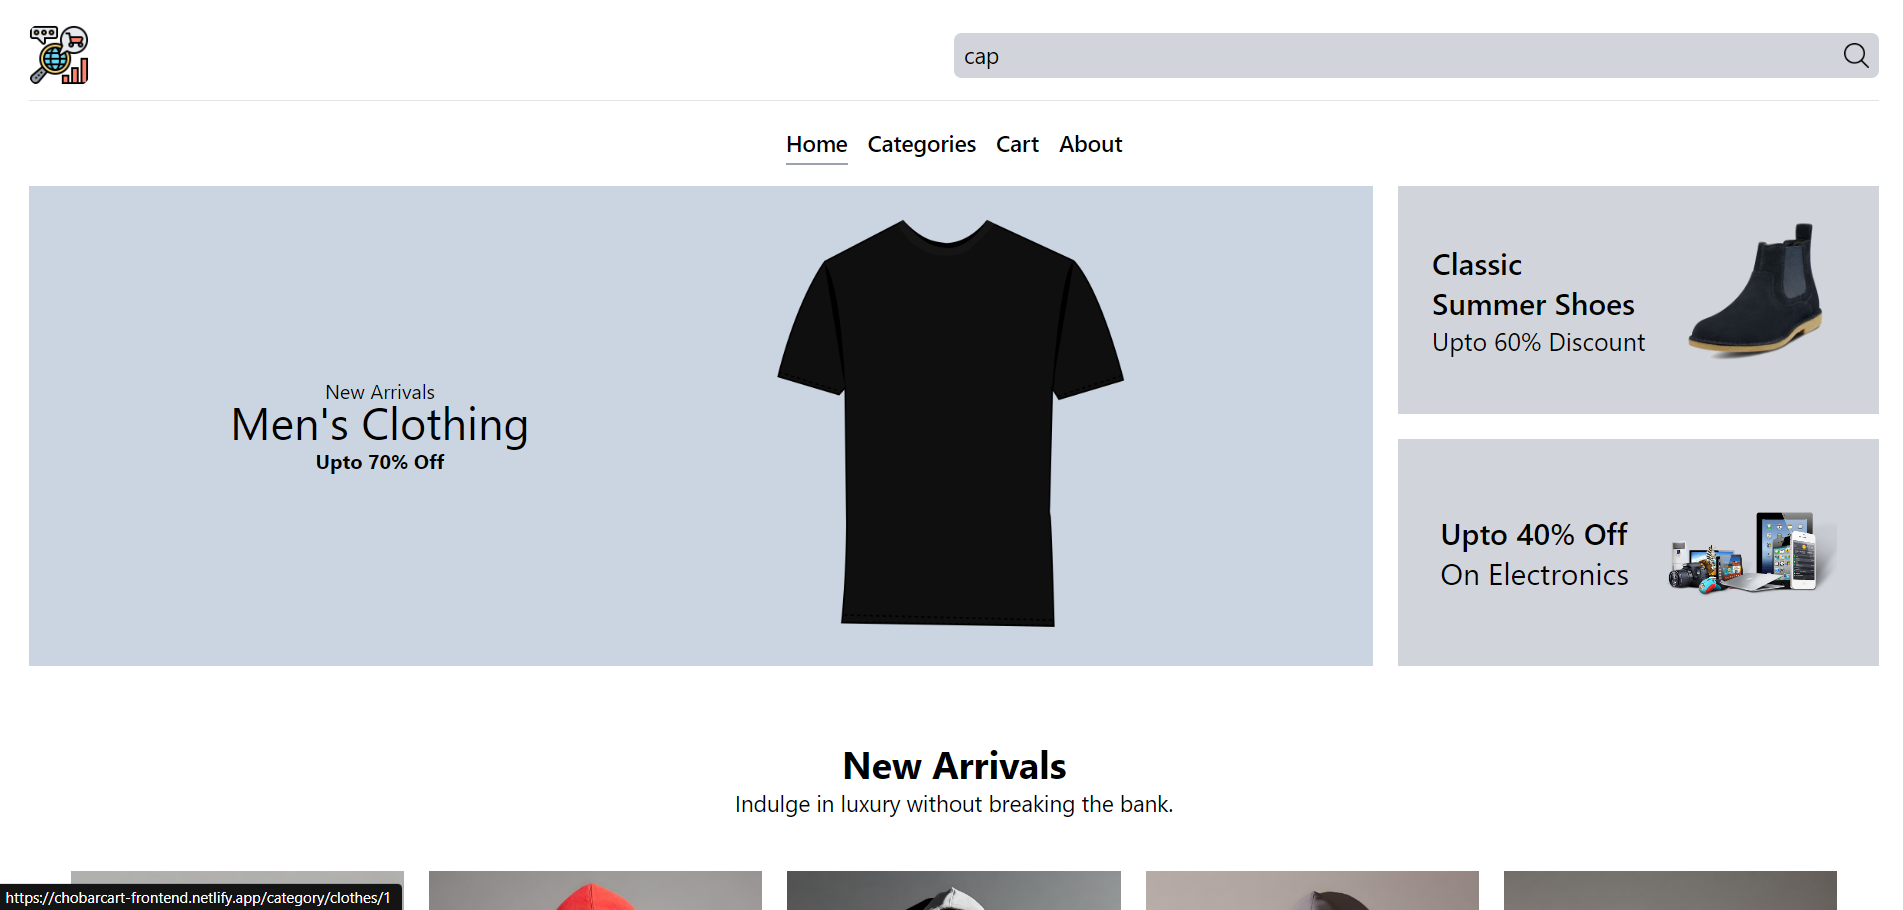 cap
Home Categories Cart About
New Arrivals
Men's Clothing
Upto 70% Off
Classic
Summer Shoes
Upto 60% Discount
Upto 40% Off
On Electronics
New Arrivals
Indulge in luxury without breaking the bank.
https://chobarcart-frontend.netlify.app/category/clothes/1